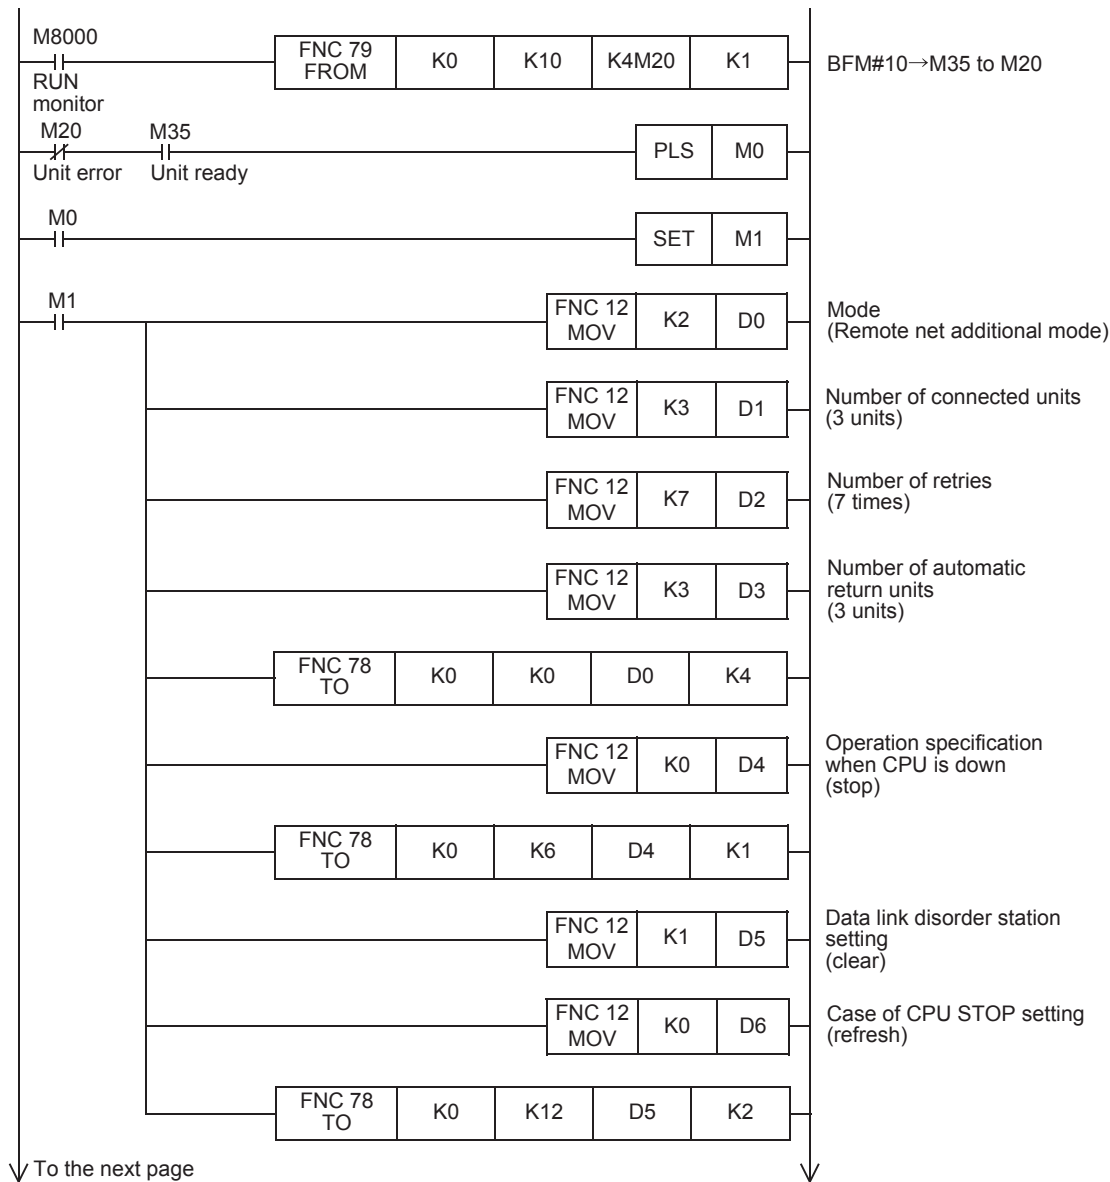 M8000
FNC 79
FROM
K0
K10
K4M20
K1
BFM#10→M35 to M20
RUN
monitor
M20
M35
PLS
M0
Unit error
Unit ready
M0
SET
M1
M1
FNC 12
MOV
K2
D0
Mode
(Remote net additional mode)
FNC 12
MOV
K3
D1
Number of connected units
(3 units)
FNC 12
MOV
K7
D2
Number of retries
(7 times)
FNC 12
MOV
K3
D3
Number of automatic
return units
(3 units)
FNC 78
TO
K0
K0
D0
K4
FNC 12
MOV
K0
D4
Operation specification
when CPU is down
(stop)
FNC 78
TO
K0
K6
D4
K1
FNC 12
MOV
K1
D5
Data link disorder station
setting
(clear)
FNC 12
MOV
K0
D6
Case of CPU STOP setting
(refresh)
FNC 78
TO
K0
K12
D5
K2
To the next page